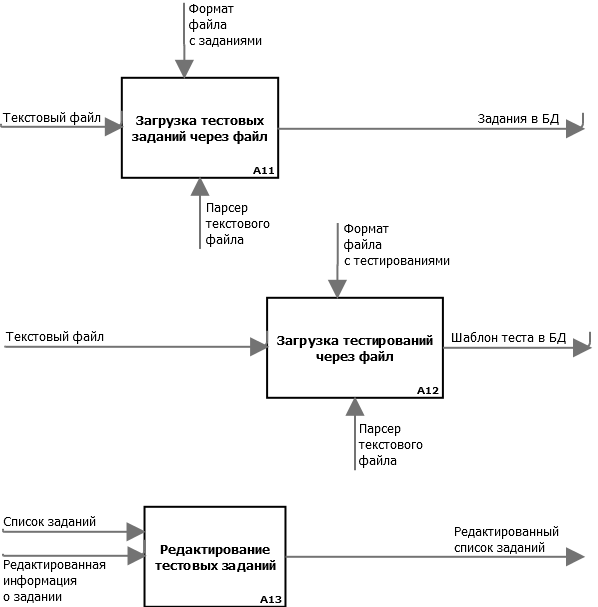 Формат
файла
с заданиями
Текстовый файл
Загрузка тестовых
заданий через файл
A11
Задания в БД
Парсер
текстового
файла
Формат
файла
с тестированиями
Текстовый файл
Загрузка тестирований
через файл
A12
Шаблон теста в БД
Парсер
текстового
файла
Список заданий
Редактированная
информация
о задании
Редактирование
тестовых заданий
A13
Редактированный
список заданий